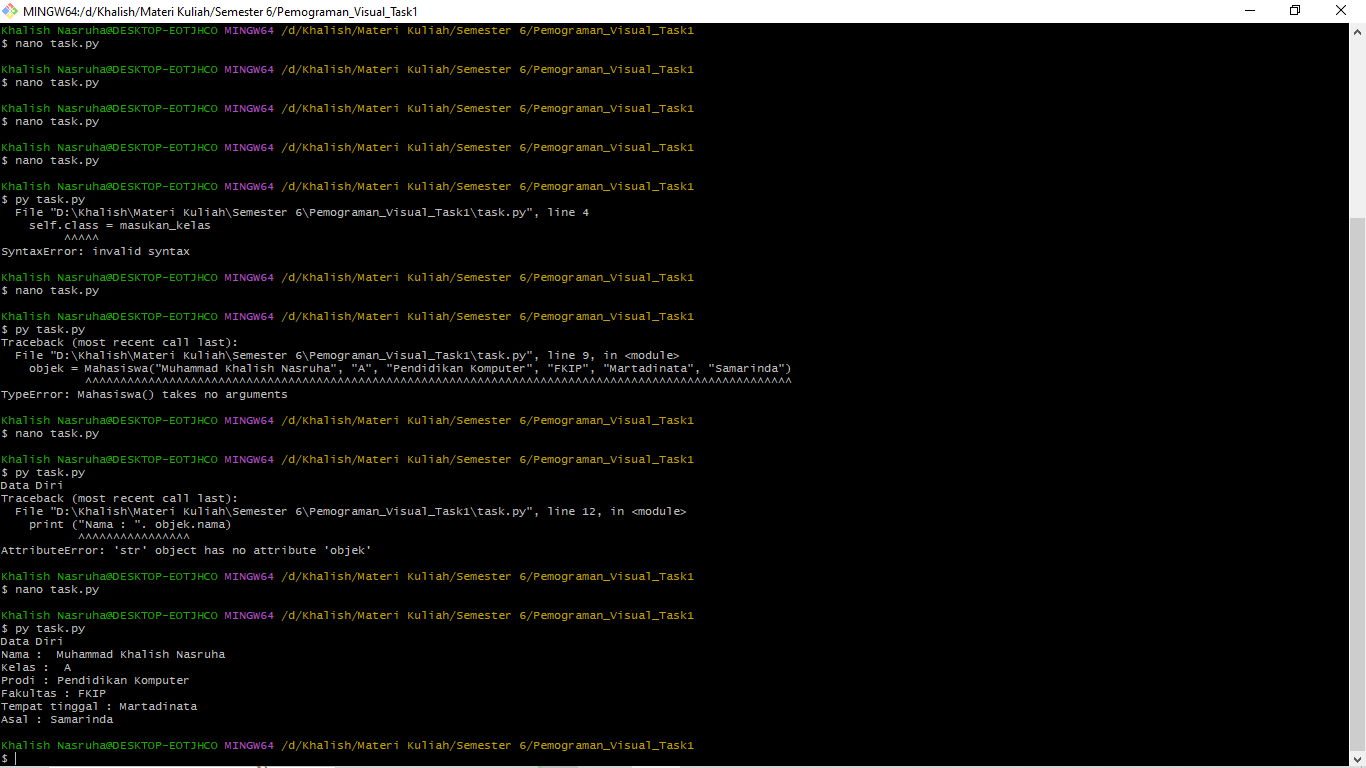 MINGW64:/d/Khalish/Materi Kuliah/Semester 6/Pemograman_Visual_Task1
Khalish Nasruha@DESKTOP-EOTJHCO MINGW64 /d/Khalish/Materi Kuliah/Semester 6/Pemograman_Visual_Task1
$ nano task.py
Khalish Nasruha@DESKTOP-EOTJHCO MINGW64 /d/Khalish/Materi Kuliah/Semester 6/Pemograman_Visual_Task1
$ nano task.py
Khalish Nasruha@DESKTOP-EOTJHCO MINGW64 /d/Khalish/Materi Kuliah/Semester 6/Pemograman_Visual_Task1
$ nano task.py
Khalish Nasruha@DESKTOP-EOTJHCO MINGW64 /d/Khalish/Materi Kuliah/Semester 6/Pemograman_Visual_Task1
$ nano task.py
Khalish Nasruha@DESKTOP-EOTJHCO MINGW64 /d/Khalish/Materi Kuliah/Semester 6/Pemograman_Visual_Task1
$ py task.py
  File "D:\Khalish\Materi Kuliah\Semester 6\Pemograman_Visual_Task1\task.py", line 4
    self.class = masukan_kelas
         ^^^^^
SyntaxError: invalid syntax
Khalish Nasruha@DESKTOP-EOTJHCO MINGW64 /d/Khalish/Materi Kuliah/Semester 6/Pemograman_Visual_Task1
$ nano task.py
Khalish Nasruha@DESKTOP-EOTJHCO MINGW64 /d/Khalish/Materi Kuliah/Semester 6/Pemograman_Visual_Task1
$ py task.py
Traceback (most recent call last):
  File "D:\Khalish\Materi Kuliah\Semester 6\Pemograman_Visual_Task1\task.py", line 9, in <module>
    objek = Mahasiswa("Muhammad Khalish Nasruha", "A", "Pendidikan Komputer", "FKIP", "Martadinata", "Samarinda")
            ^^^^^^^^^^^^^^^^^^^^^^^^^^^^^^^^^^^^^^^^^^^^^^^^^^^^^^^^^^^^^^^^^^^^^^^^^^^^^^^^^^^^^^^^^^^^^^^^^^^^^
TypeError: Mahasiswa() takes no arguments
Khalish Nasruha@DESKTOP-EOTJHCO MINGW64 /d/Khalish/Materi Kuliah/Semester 6/Pemograman_Visual_Task1
$ nano task.py
Khalish Nasruha@DESKTOP-EOTJHCO MINGW64 /d/Khalish/Materi Kuliah/Semester 6/Pemograman_Visual_Task1
$ py task.py
Data Diri
Traceback (most recent call last):
  File "D:\Khalish\Materi Kuliah\Semester 6\Pemograman_Visual_Task1\task.py", line 12, in <module>
    print ("Nama : ". objek.nama)
           ^^^^^^^^^^^^^^^^
AttributeError: 'str' object has no attribute 'objek'
Khalish Nasruha@DESKTOP-EOTJHCO MINGW64 /d/Khalish/Materi Kuliah/Semester 6/Pemograman_Visual_Task1
$ nano task.py
Khalish Nasruha@DESKTOP-EOTJHCO MINGW64 /d/Khalish/Materi Kuliah/Semester 6/Pemograman_Visual_Task1
$ py task.py
Data Diri
Nama :  Muhammad Khalish Nasruha
Kelas :  A
Prodi : Pendidikan Komputer
Fakultas : FKIP
Tempat tinggal : Martadinata
Asal : Samarinda
Khalish Nasruha@DESKTOP-EOTJHCO MINGW64 /d/Khalish/Materi Kuliah/Semester 6/Pemograman_Visual_Task1
$